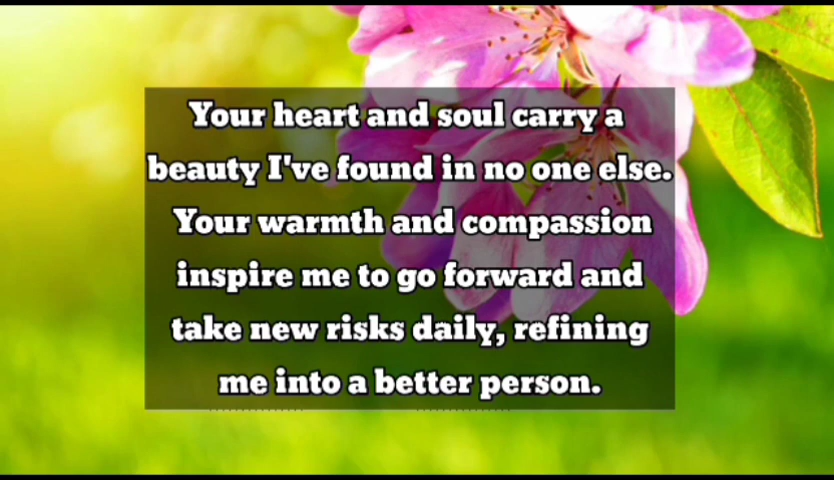 Your heart and soul carry a
beauty I've found in no one else.
Your warmth and compassion
inspire me to go forward and
take new risks daily, refining
me into a better person.